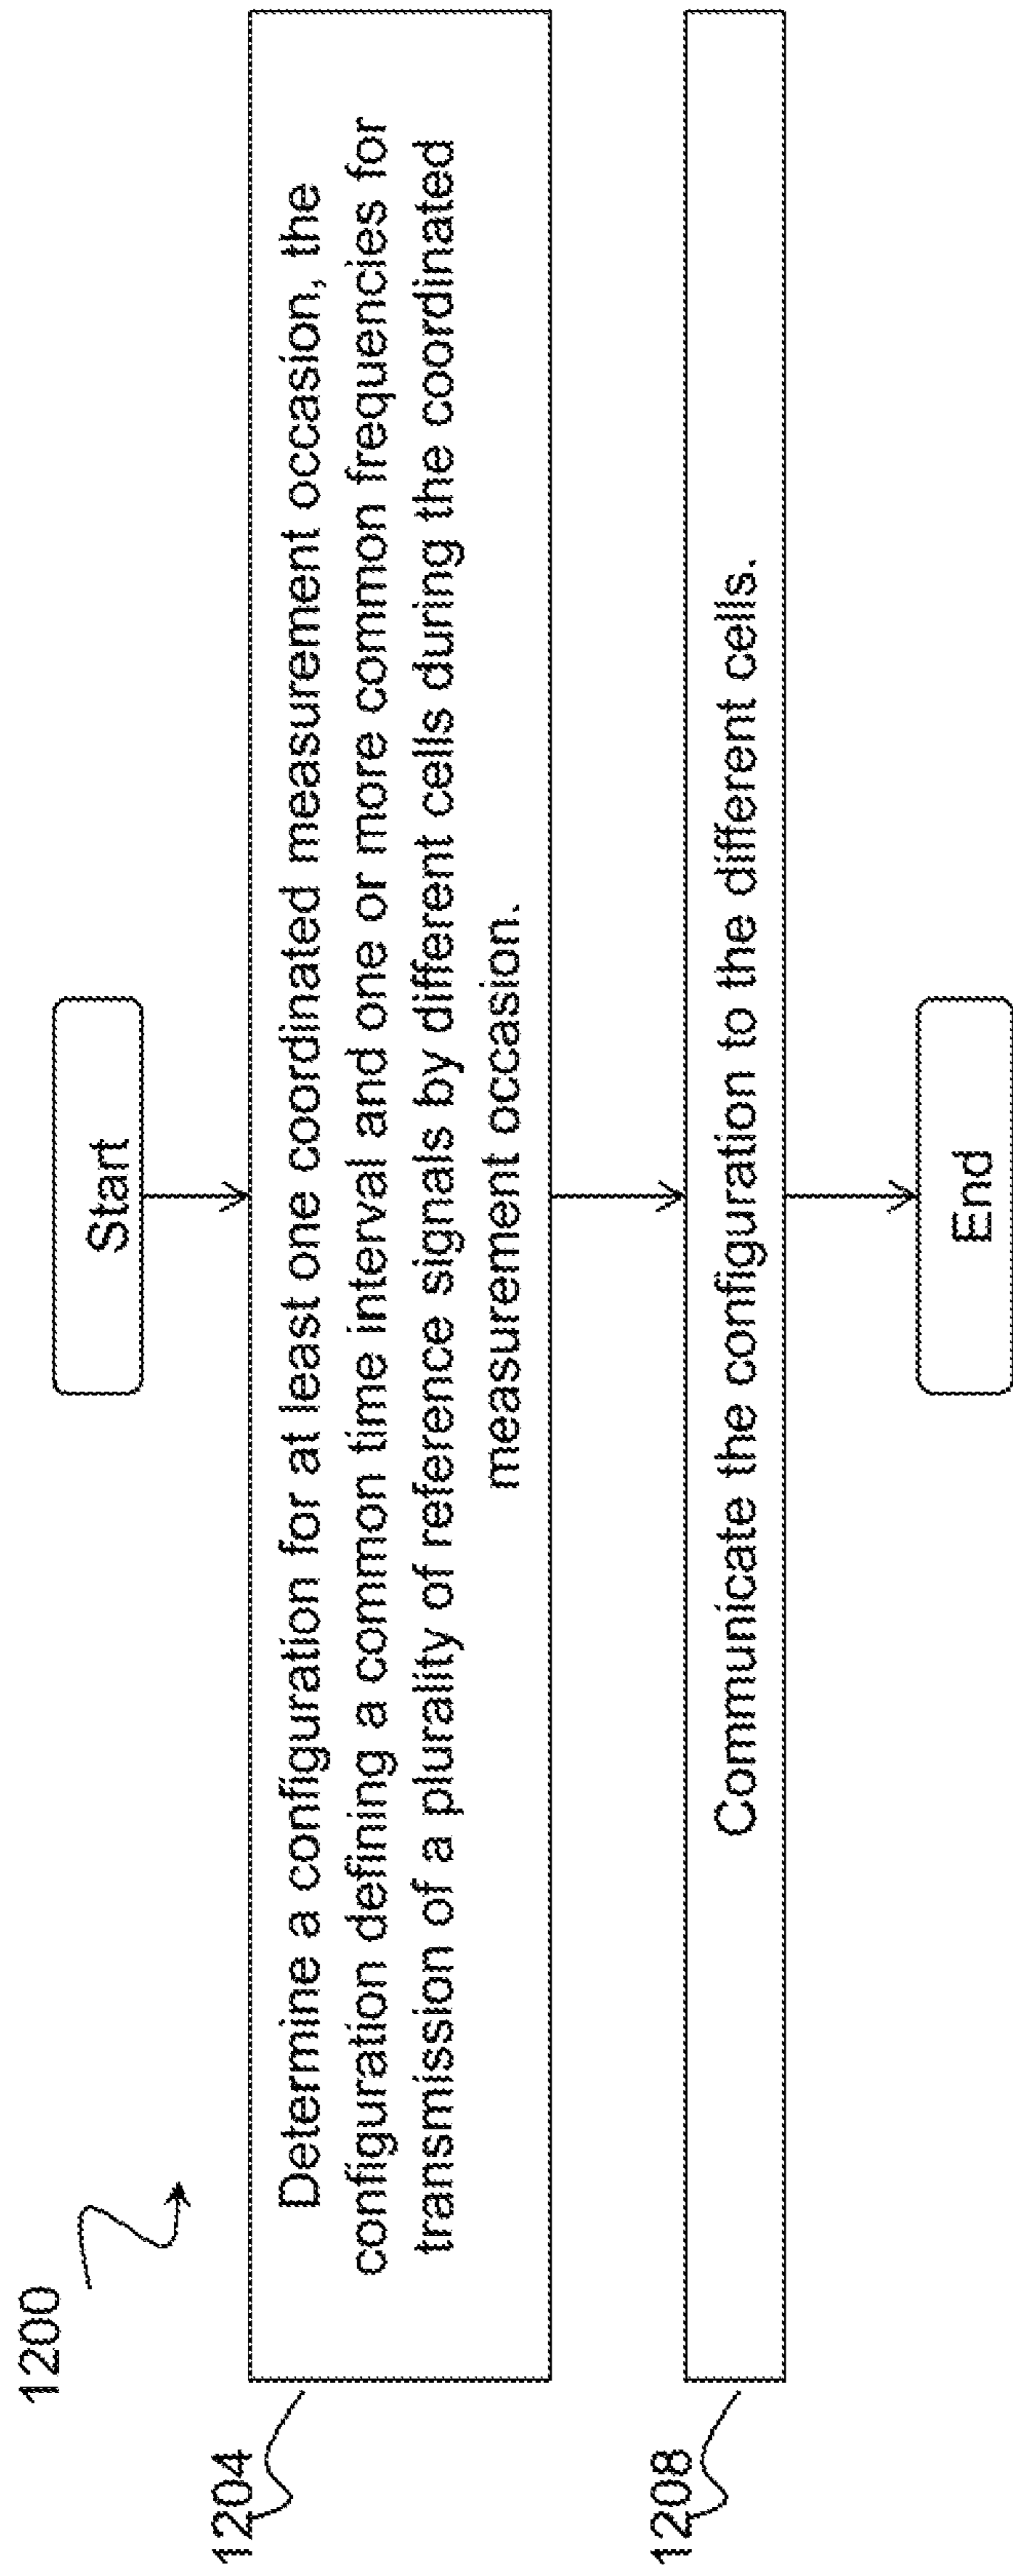 1200
Start
1204
Determine a configuration for at least one coordinated measurement occasion, the
configuration defining a common time interval and one or more common frequencies for
transmission of a plurality of reference signals by different cells during the coordinated
measurement occasion.
1208
Communicate the configuration to the different cells.
End